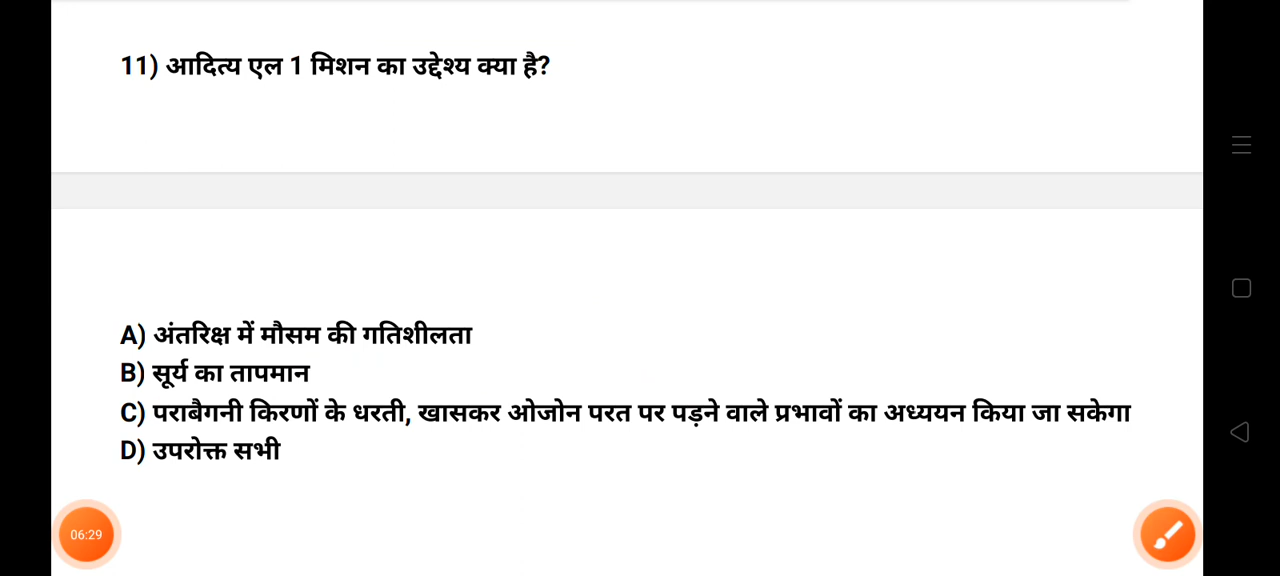 11) आदित्य एल 1 मिशन का उद्देश्य क्या है?
A) अंतरिक्ष में मौसम की गतिशीलता
B) सूर्य का तापमान
C) पराबैगनी किरणों के धरती, खासकर ओजोन परत पर पड़ने वाले प्रभावों का अध्ययन किया जा सकेगा
D) उपरोक्त सभी
06:29